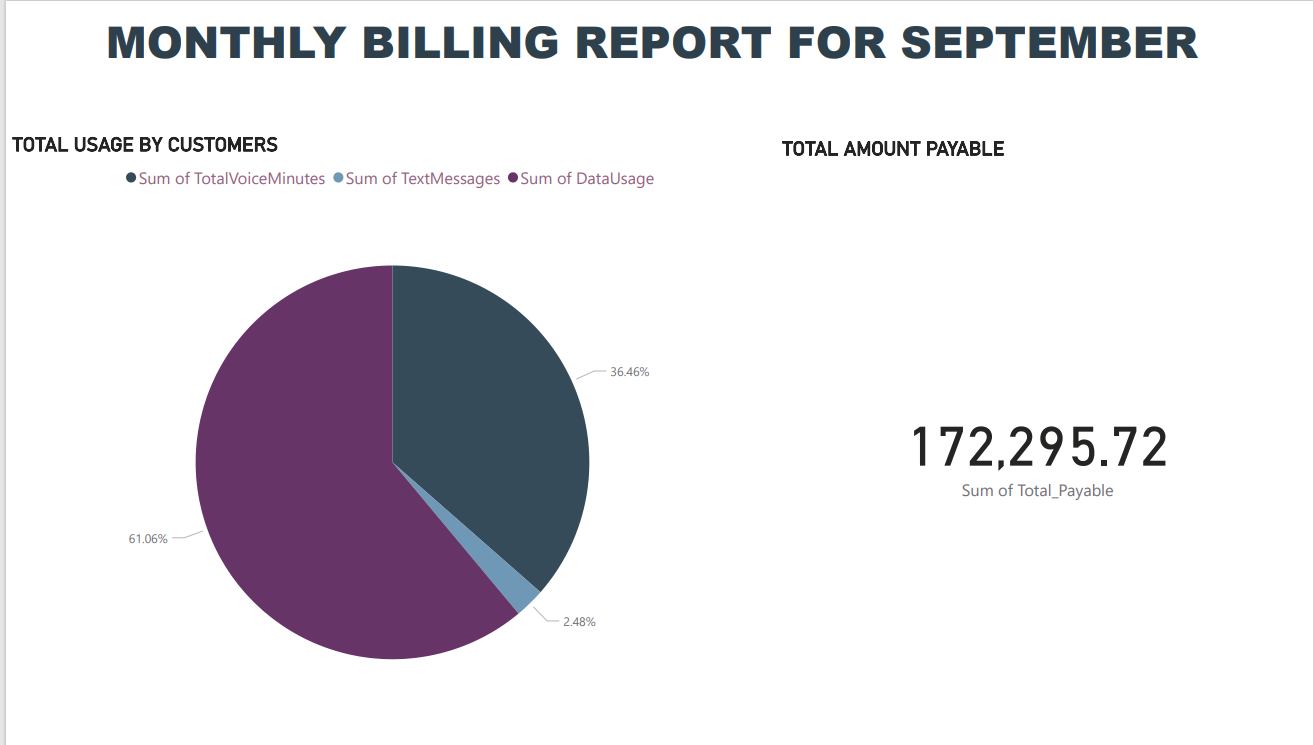 MONTHLY BILLING REPORT FOR SEPTEMBER
TOTAL USAGE BY CUSTOMERS
Sum of TotalVoiceMinutes Sum of TextMessages Sum of DataUsage
36.46%
61.06%
2.48%
TOTAL AMOUNT PAYABLE
172,295.72
Sum of Total_Payable